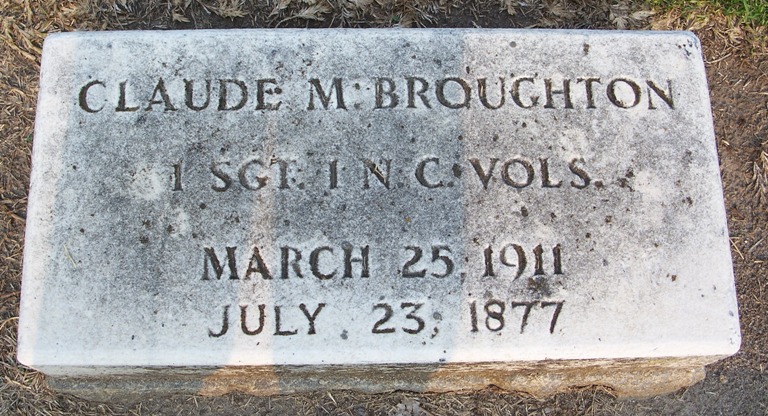 CLAUDE M. BROUGHTON
1 SGT. 1 N. C. VOLS.
MARCH 25, 1911
JULY 23, 1877